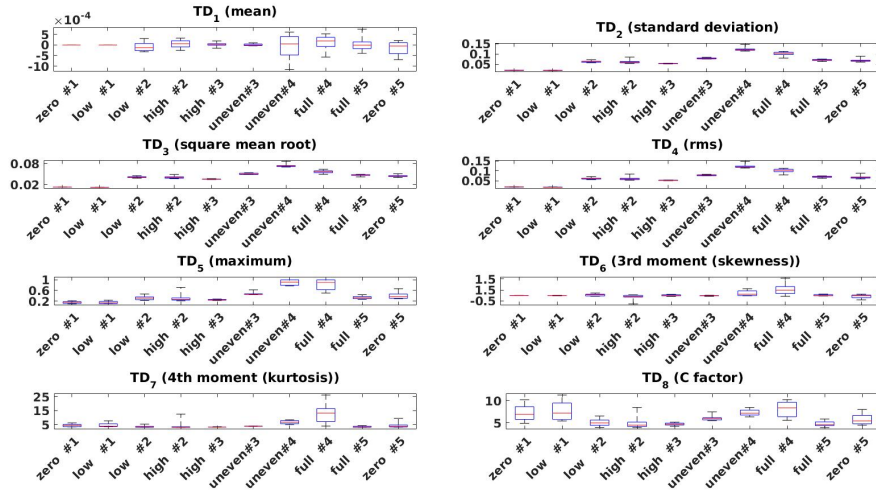 TD1 (mean)
5
0
-5
-10
×10-4
zero #1
low #1
low #2
high #2
high #3
uneven#3
uneven#4
full #4
full #5
zero #5
TD2 (standard deviation)
0.15
0.05
zero #1
low #1
low #2
high #2
high #3
uneven#3
uneven#4
full #4
full #5
zero #5
TD3 (square mean root)
0.08
0.02
zero #1
low #1
low #2
high #2
high #3
uneven#3
uneven#4
full #4
full #5
zero #5
TD4 (rms)
0.15
0.05
zero #1
low #1
low #2
high #2
high #3
uneven#3
uneven#4
full #4
full #5
zero #5
TD5 (maximum)
1
0.6
0.2
zero #1
low #1
low #2
high #2
high #3
uneven#3
uneven#4
full #4
full #5
zero #5
TD6 (3rd moment (skewness))
1.5
1.5
-0.5
zero #1
low #1
low #2
high #2
high #3
uneven#3
uneven#4
full #4
full #5
zero #5
TD7 (4th moment (kurtosis))
25
15
5
zero #1
low #1
low #2
high #2
high #3
uneven#3
uneven#4
full #4
full #5
zero #5
TD8 (C factor)
10
5
zero #1
low #1
low #2
high #2
high #3
uneven#3
uneven#4
full #4
full #5
zero #5